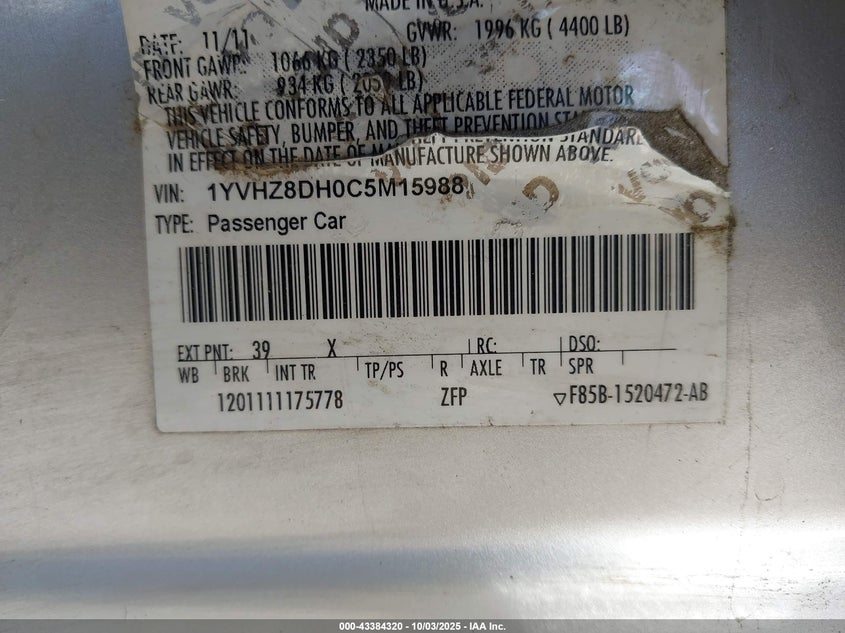 MADE IN U.S.A.
DATE: 11/11 GVWR: 1996 KG ( 4400 LB)
FRONT GAWR: 1066 KG ( 2350 LB)
REAR GAWR: 934 KG ( LB)
THIS VEHICLE CONFORMS TO ALL APPLICABLE FEDERAL MOTOR
VEHICLE SAFETY, BUMPER, AND THEFT PREVENTION
IN EFFECT ON THE DATE OF MANUFACTURE SHOWN ABOVE.
VIN: 1YVHZ8DH0C5M15988
TYPE: Passenger Car
EXT PNT: 39 X RC: DSO:
WB BRK INT TR TP/PS R AXLE TR SPR
1201111175778 ZFP ▽F85B-1520472-AB
000-43384320 | 10/03/2025 - IAA Inc.